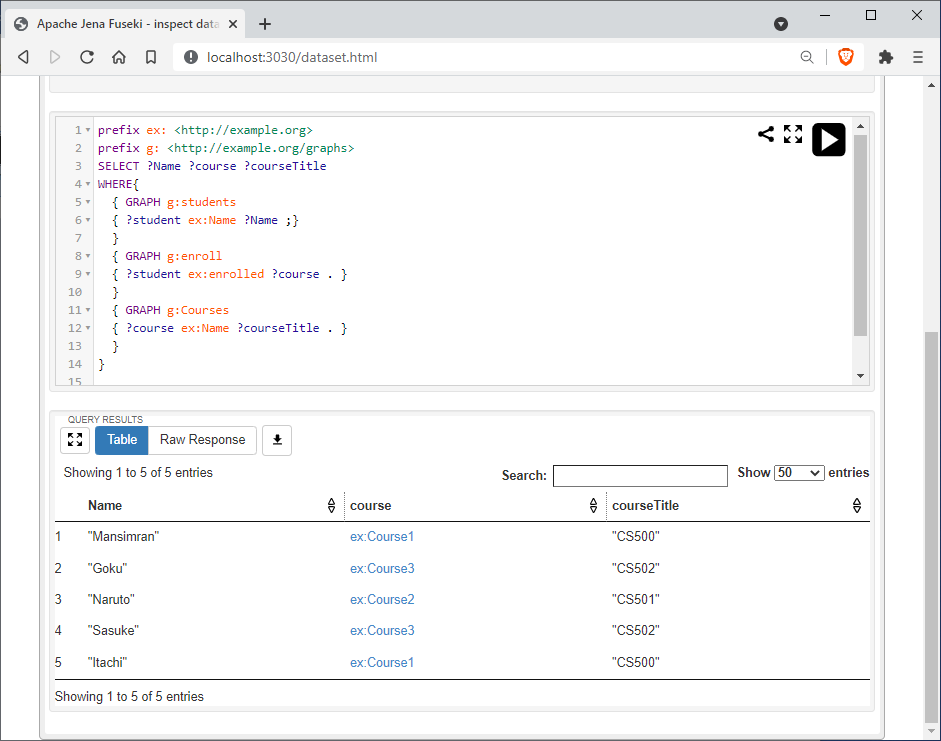 Apache Jena Fuseki - inspect data
localhost:3030/dataset.html
1 prefix ex: <http://example.org>
2 prefix g: <http://example.org/graphs>
3 SELECT ?Name ?course ?courseTitle
4 WHERE{
5 { GRAPH g:students
6 { ?student ex:Name ?Name ;}
7 }
8 { GRAPH g:enroll
9 { ?student ex:enrolled ?course . }
10 }
11 { GRAPH g:Courses
12 { ?course ex:Name ?courseTitle . }
13 }
14 }
15
QUERY RESULTS
Table Raw Response
Showing 1 to 5 of 5 entries Search: Show 50 entries
Name course courseTitle
1 "Mansimran" ex:Course1 "CS500"
2 "Goku" ex:Course3 "CS502"
3 "Naruto" ex:Course2 "CS501"
4 "Sasuke" ex:Course3 "CS502"
5 "Itachi" ex:Course1 "CS500"
Showing 1 to 5 of 5 entries